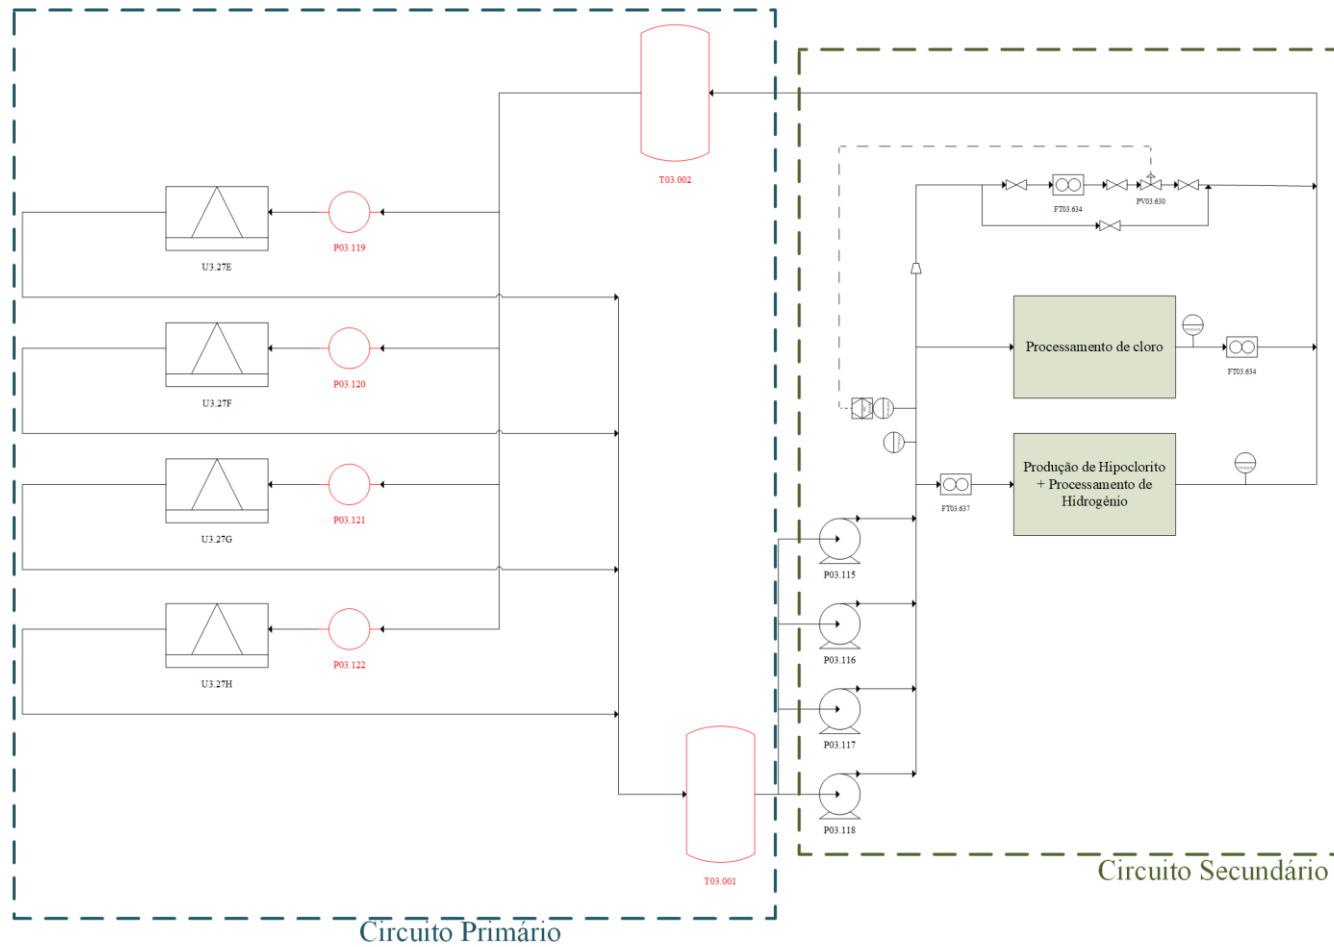 T03.002
FT03.634
PV03.630
P03.119
U3.27E
Processamento de cloro
P03.120
FT03.634
U3.27F
Produção de Hipoclorito
+ Processamento de
Hidrogénio
P03.121
FT03.637
U3.27G
P03.115
P03.116
P03.122
U3.27H
P03.117
P03.118
T03.001
Circuito Secundário
Circuito Primário